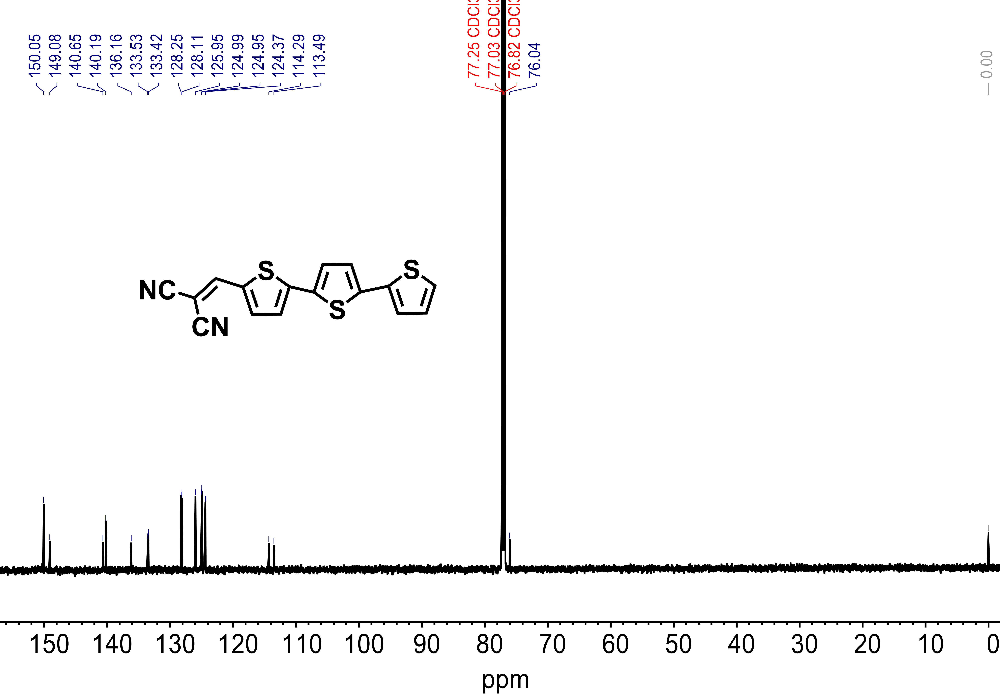 150.05
149.08
140.65
140.19
136.16
133.53
133.42
128.25
128.11
125.95
124.99
124.95
124.37
114.29
113.49
77.25 CDCl3
77.03 CDCl3
76.82 CDCl3
76.04
0.00
S
S
NC
S
CN
150 140 130 120 110 100 90 80 70 60 50 40 30 20 10 0
ppm